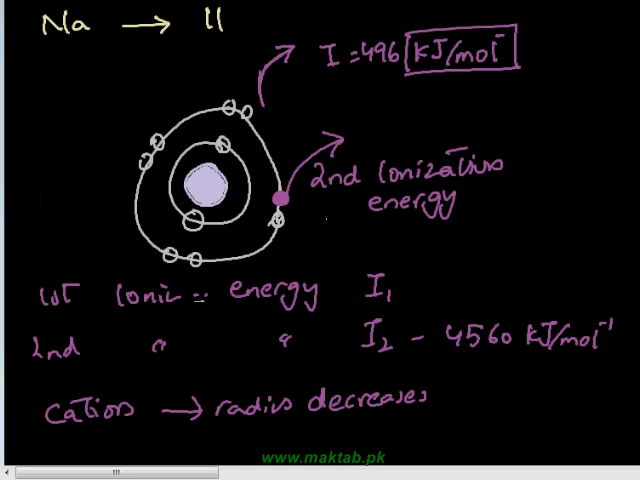 Na → 11
I = 496 KJ/mol⁻
2nd Ionization
energy
1st Ionic -- energy I₁
2nd " " I₂ - 4560 KJ/mol⁻¹
Cations → radius decreases
www.maktab.pk